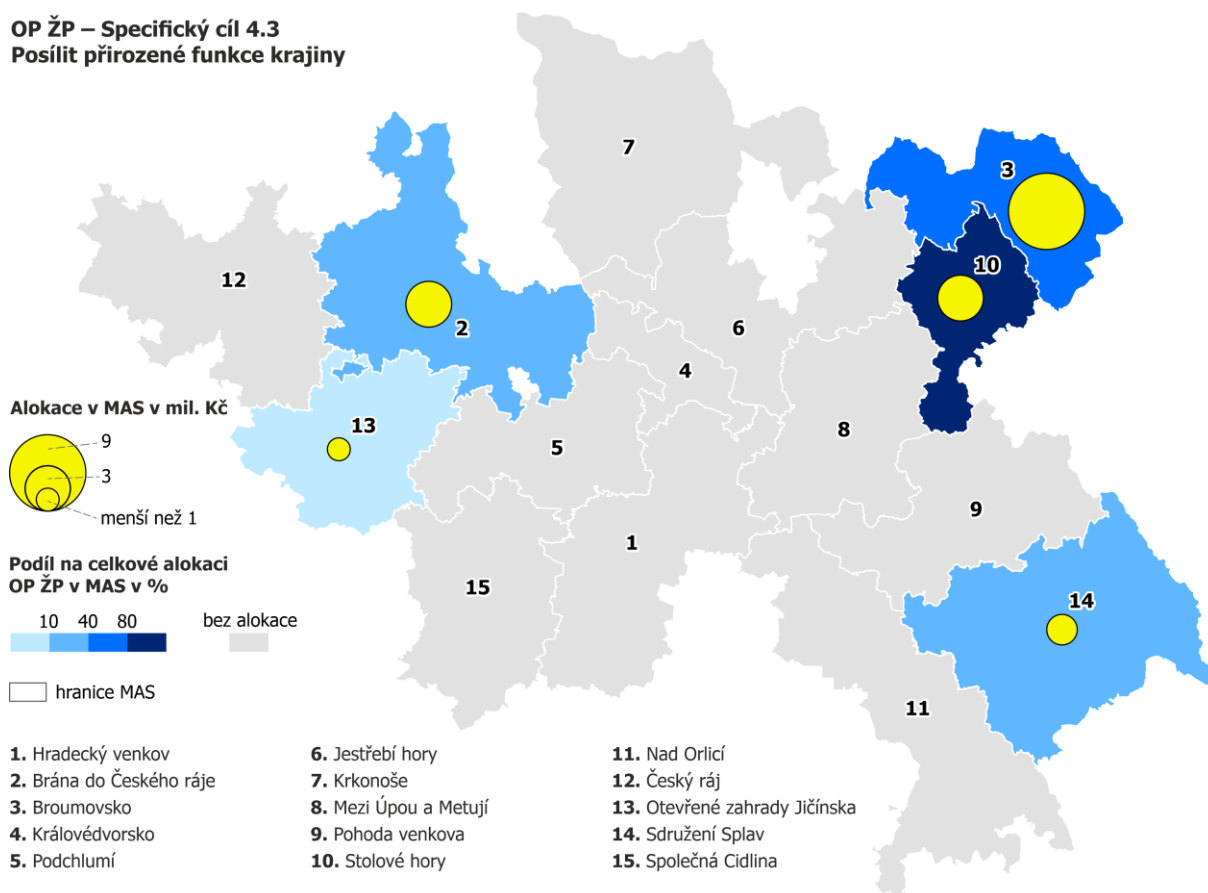 OP ŽP – Specifický cíl 4.3
Posílit přirozené funkce krajiny
7
3
12
10
2
6
4
Alokace v MAS v mil. Kč
9
3
menší než 1
13
5
8
9
1
15
14
11
Podíl na celkové alokaci
OP ŽP v MAS v %
10 40 80
bez alokace
hranice MAS
1. Hradecký venkov
2. Brána do Českého ráje
3. Broumovsko
4. Královédvorsko
5. Podchlumí
6. Jestřebí hory
7. Krkonoše
8. Mezi Úpou a Metují
9. Pohoda venkova
10. Stolové hory
11. Nad Orlicí
12. Český ráj
13. Otevřené zahrady Jičínska
14. Sdružení Splav
15. Společná Cidlina